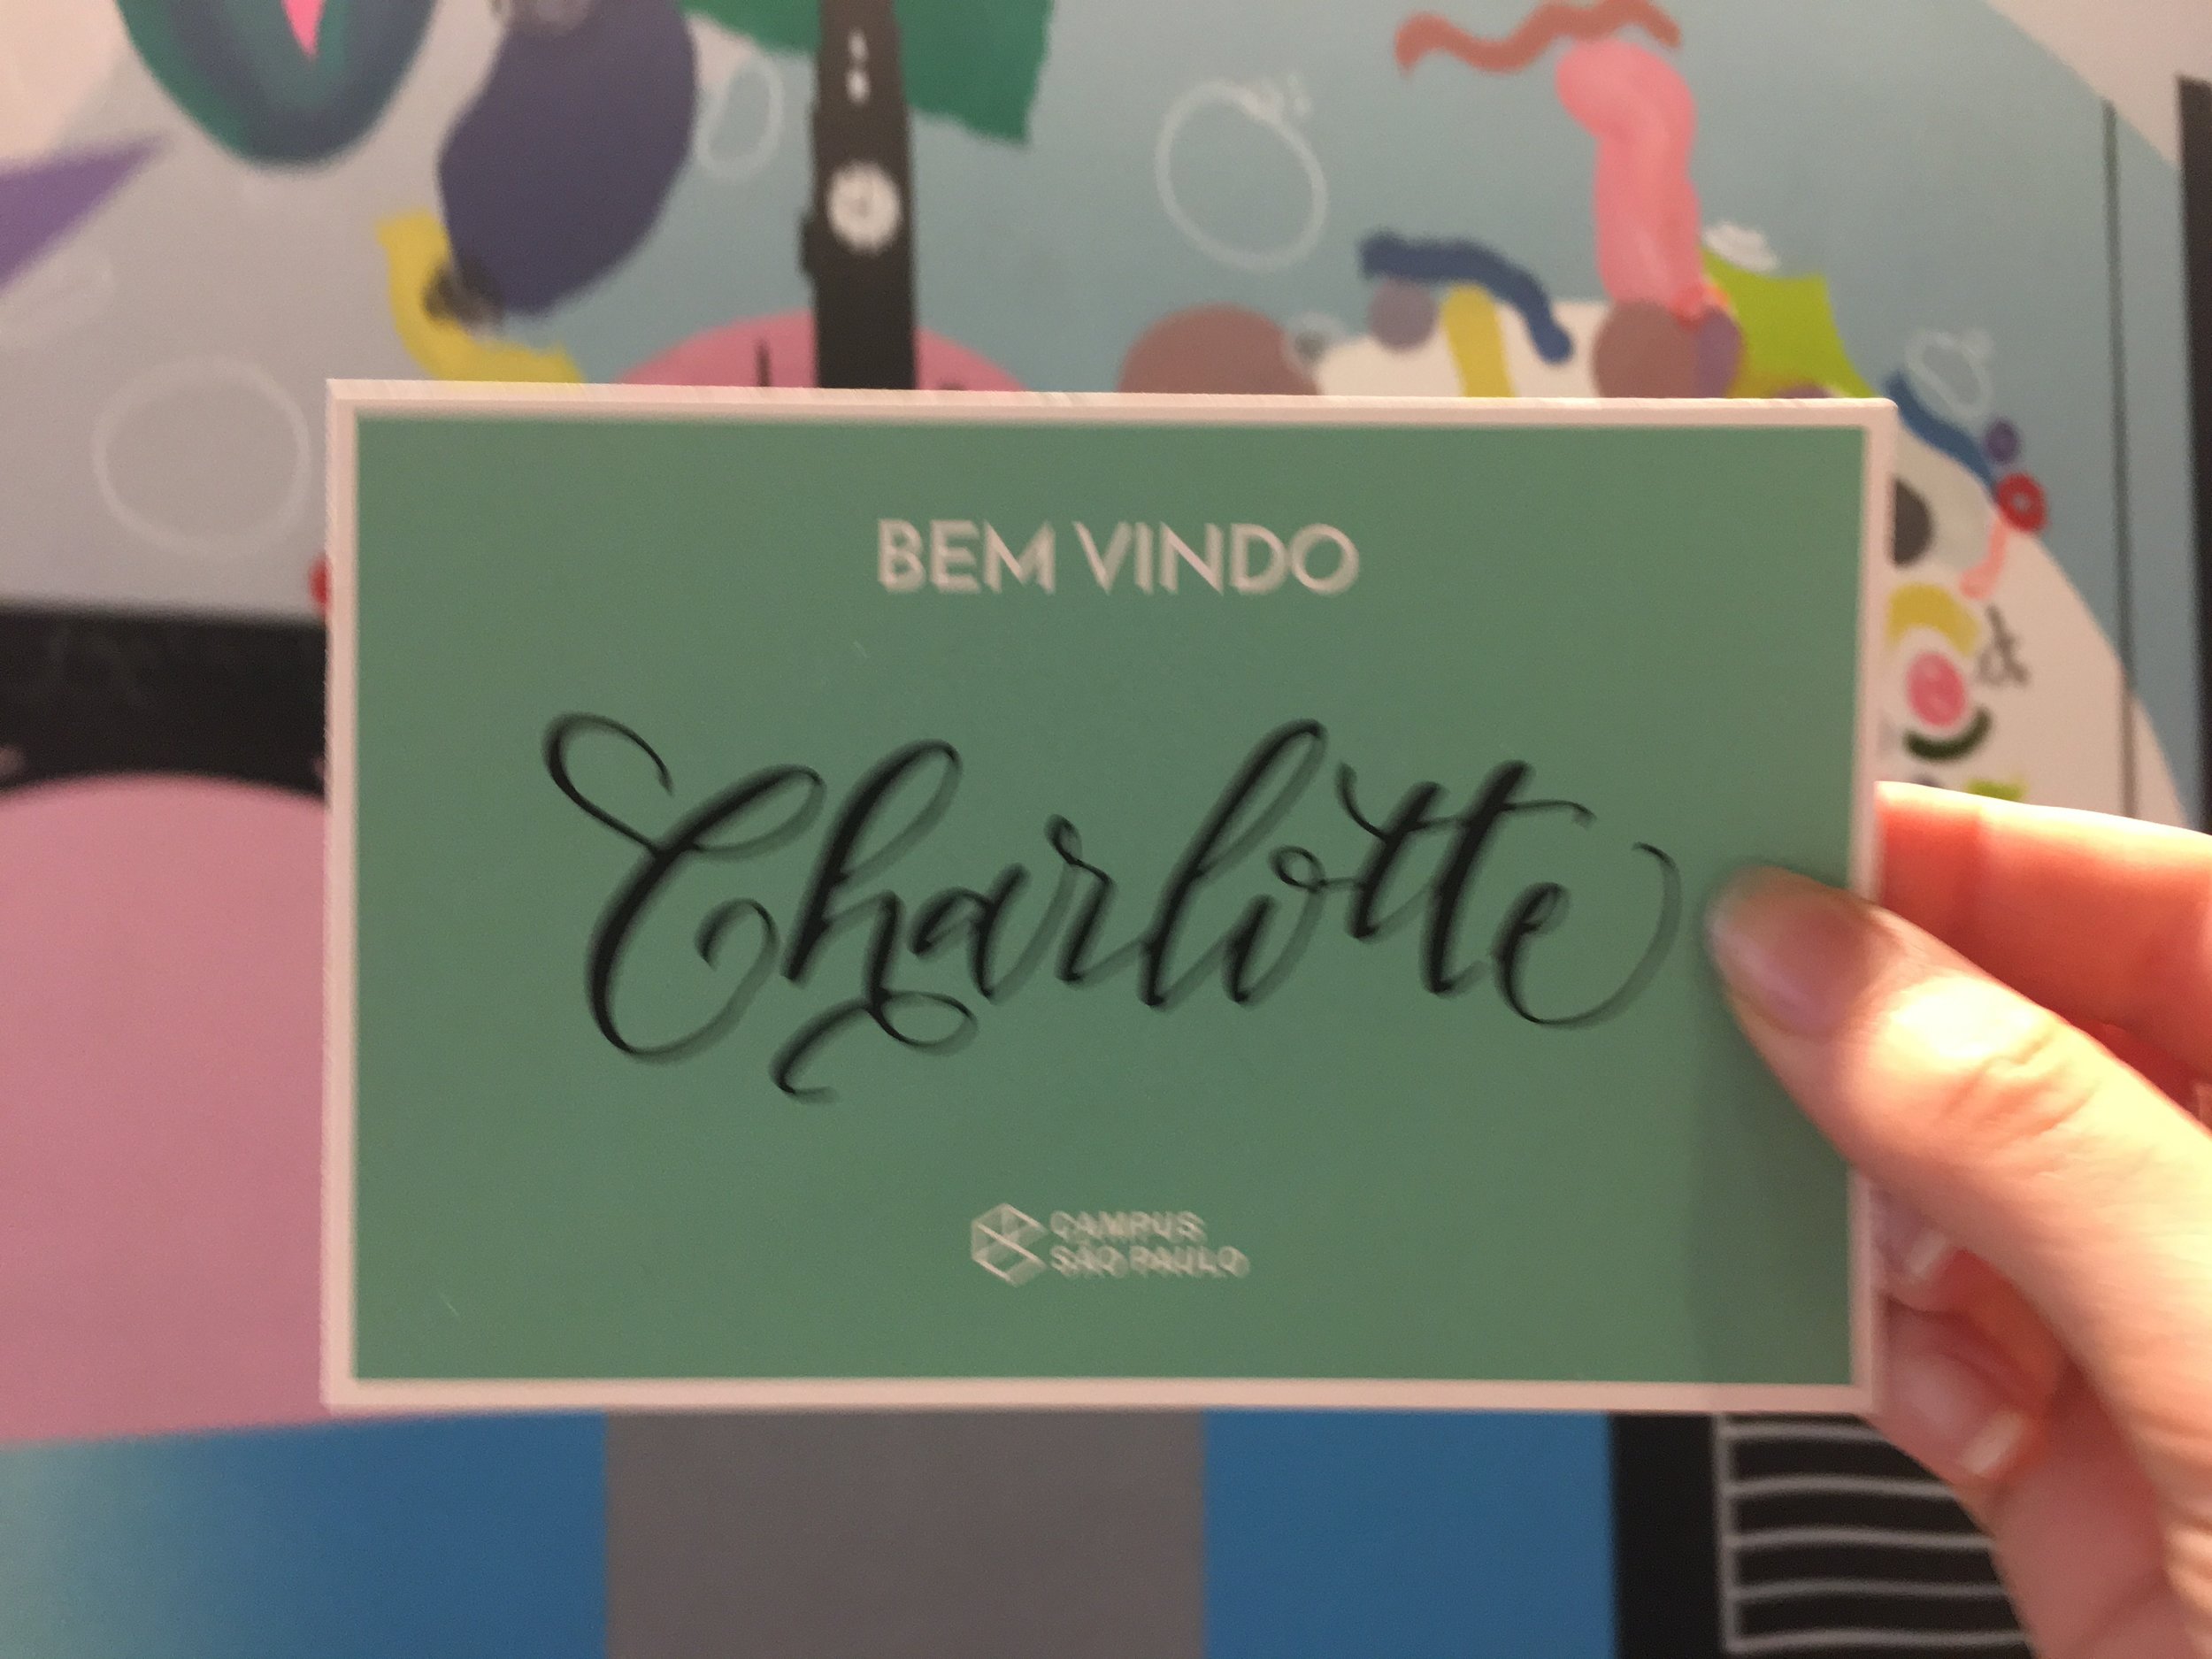 BEM VINDO
Charlotte
CAMPUS
SÃO PAULO